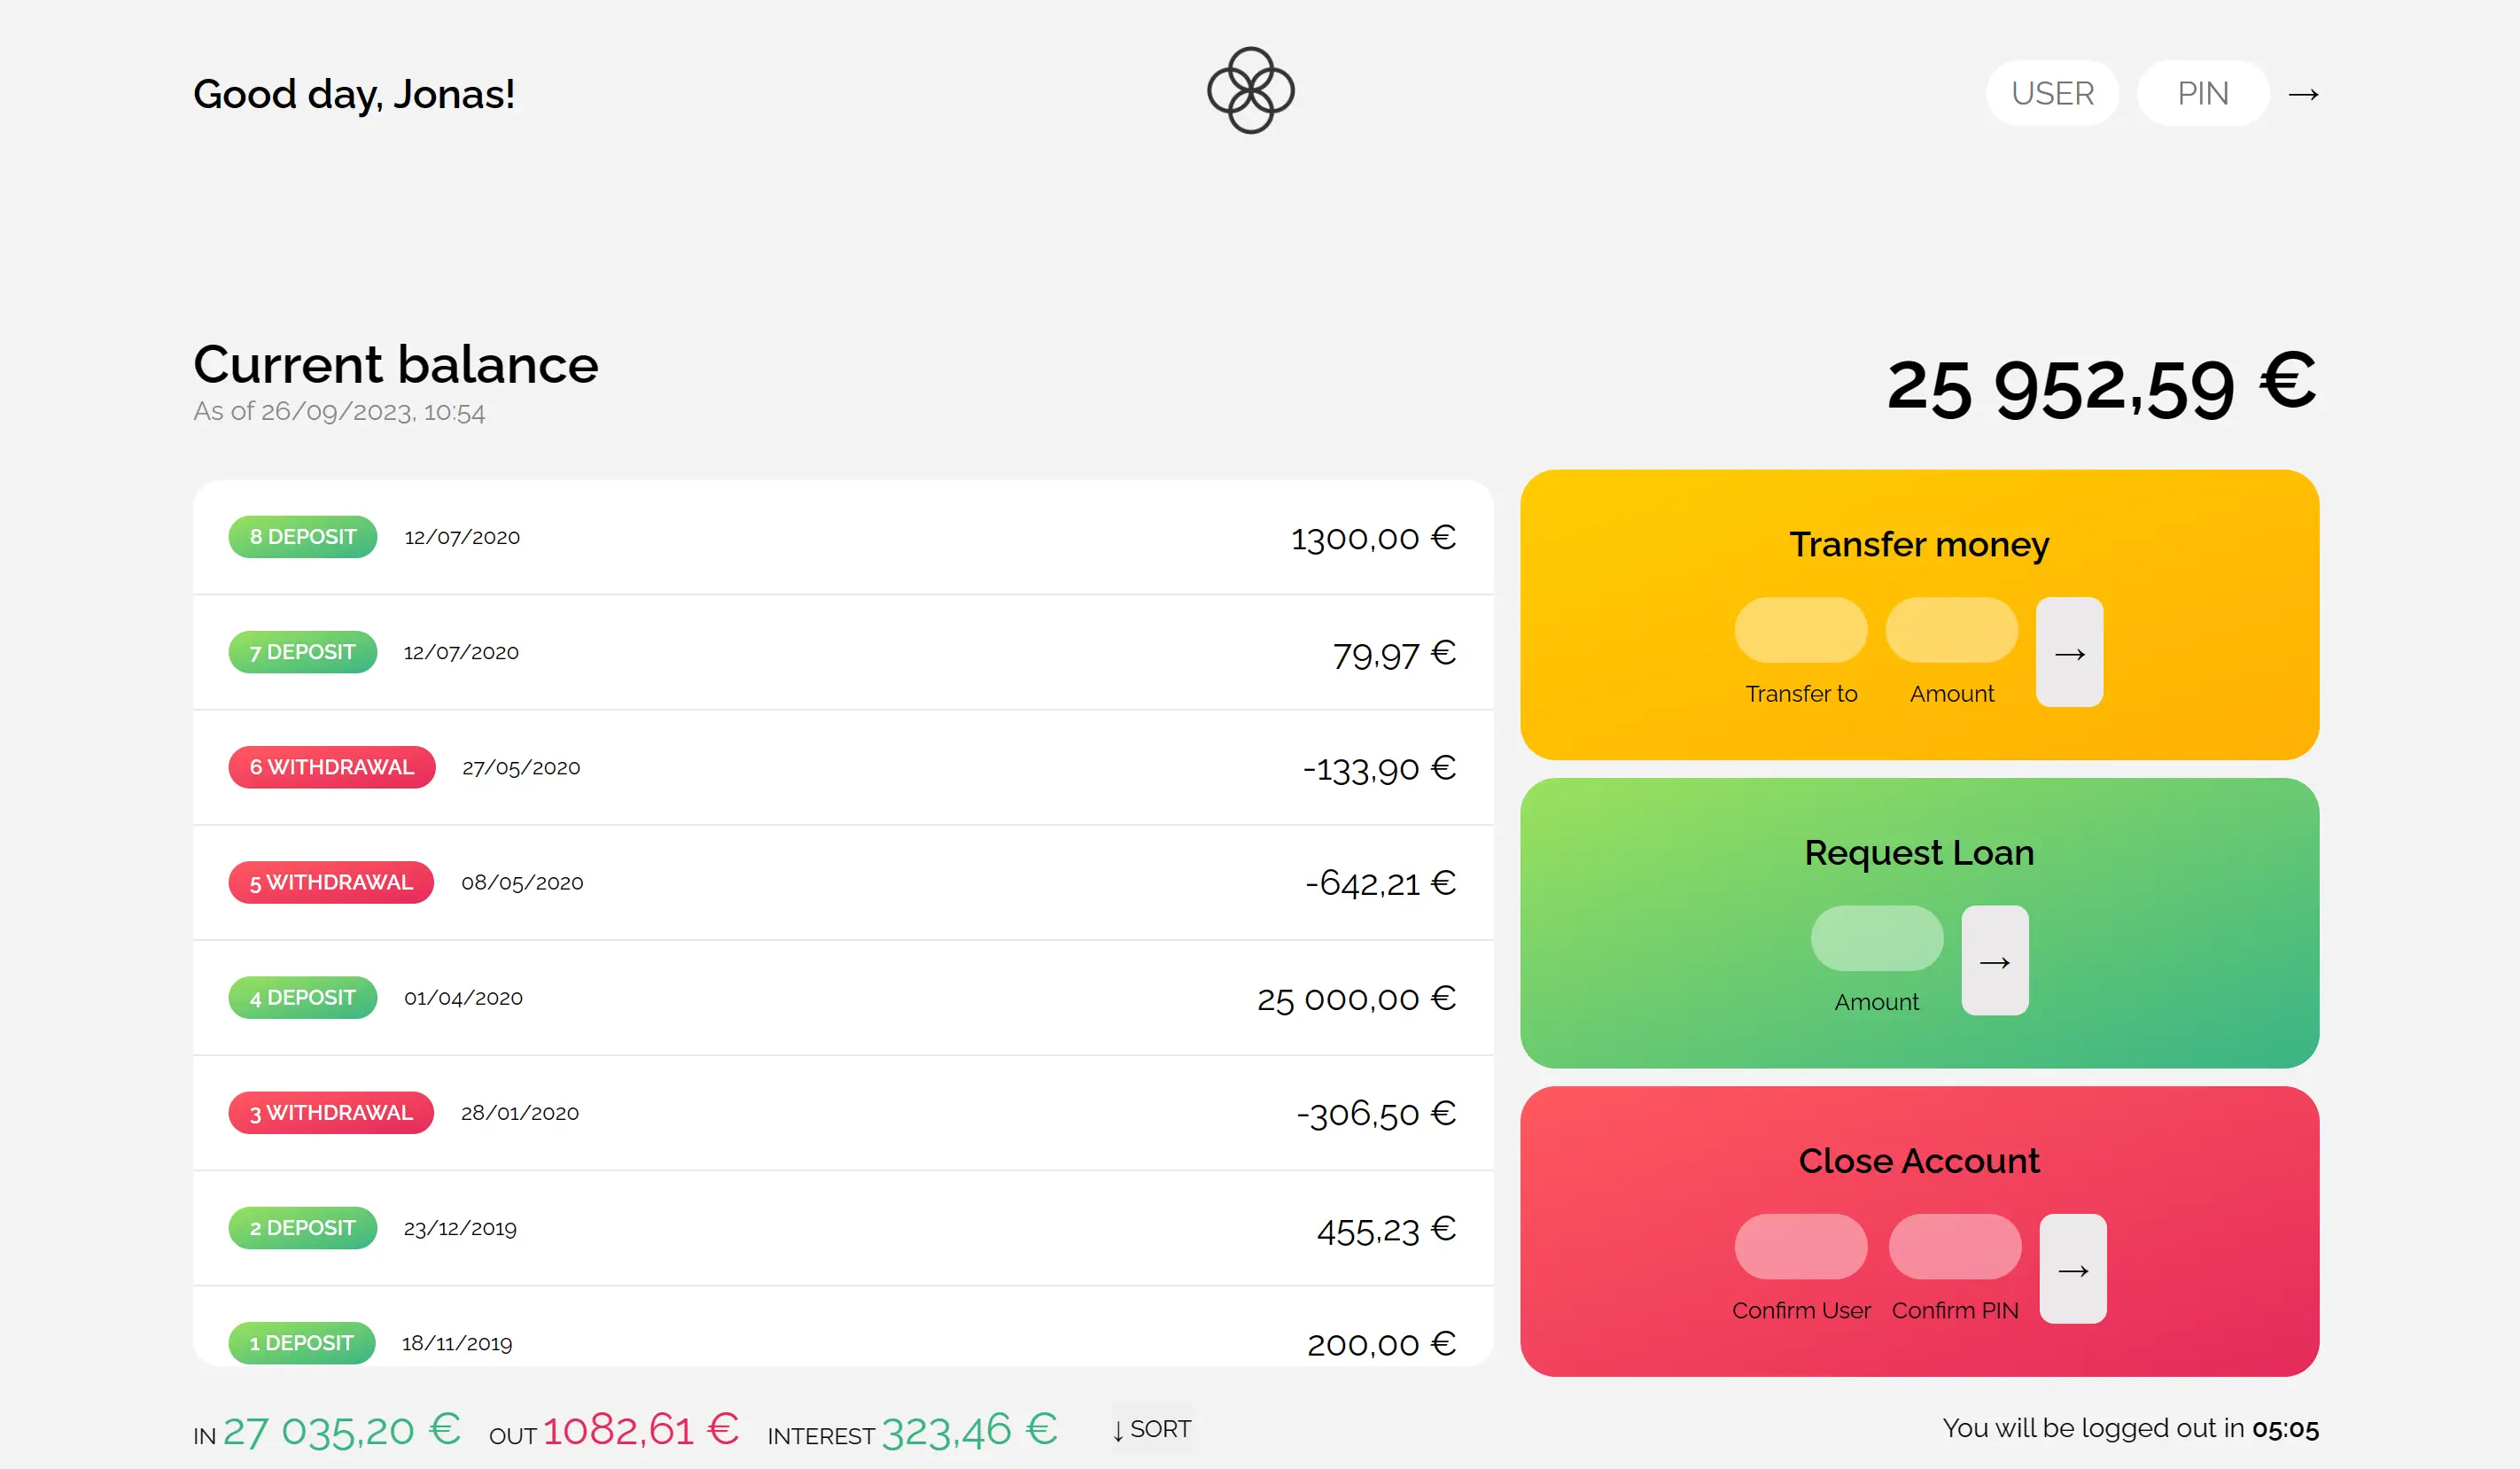 Good day, Jonas!
USER PIN →
Current balance
As of 26/09/2023, 10:54
25 952,59 €
8 DEPOSIT 12/07/2020 1300,00 €
7 DEPOSIT 12/07/2020 79,97 €
6 WITHDRAWAL 27/05/2020 -133,90 €
5 WITHDRAWAL 08/05/2020 -642,21 €
4 DEPOSIT 01/04/2020 25 000,00 €
3 WITHDRAWAL 28/01/2020 -306,50 €
2 DEPOSIT 23/12/2019 455,23 €
1 DEPOSIT 18/11/2019 200,00 €
Transfer money
→
Transfer to Amount
Request Loan
→
Amount
Close Account
→
Confirm User Confirm PIN
IN 27 035,20 € OUT 1082,61 € INTEREST 323,46 € ↓ SORT
You will be logged out in 05:05